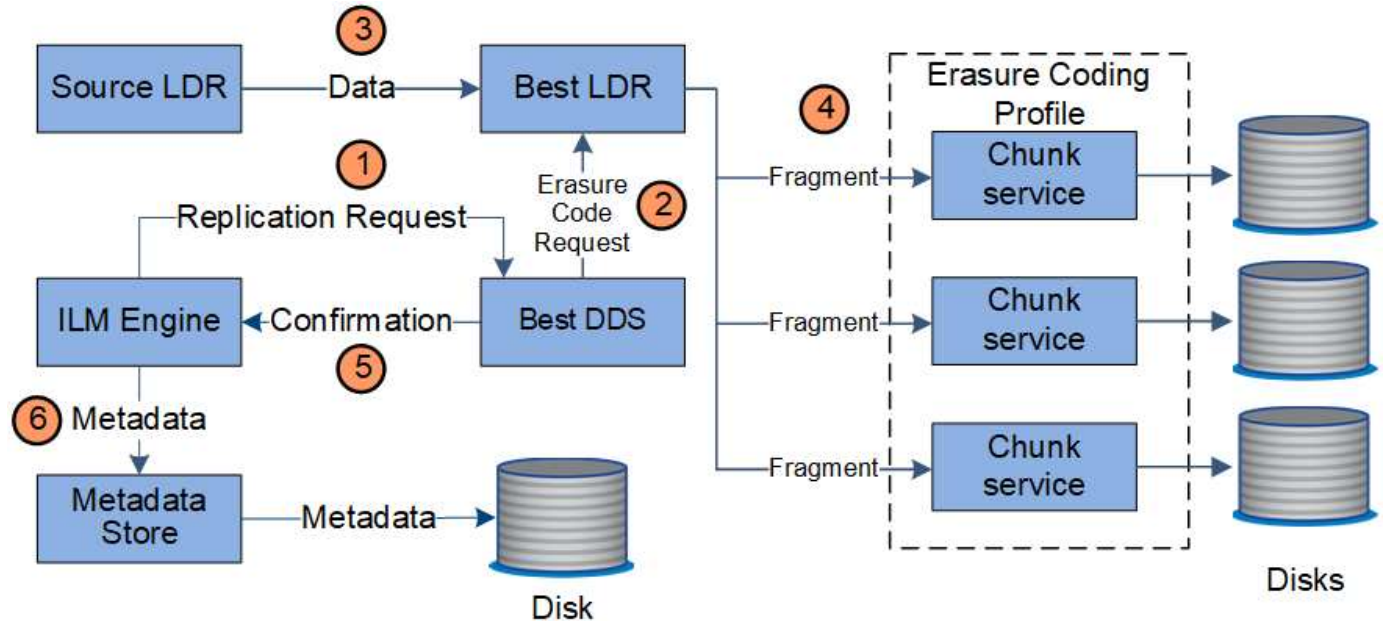 3
Source LDR
Data
Best LDR
1
Replication Request
Erasure
Code
Request
2
ILM Engine
Confirmation
Best DDS
5
6
Metadata
Metadata
Store
Metadata
Disk
4
Erasure Coding
Profile
Fragment
Chunk
service
Fragment
Chunk
service
Fragment
Chunk
service
Disks